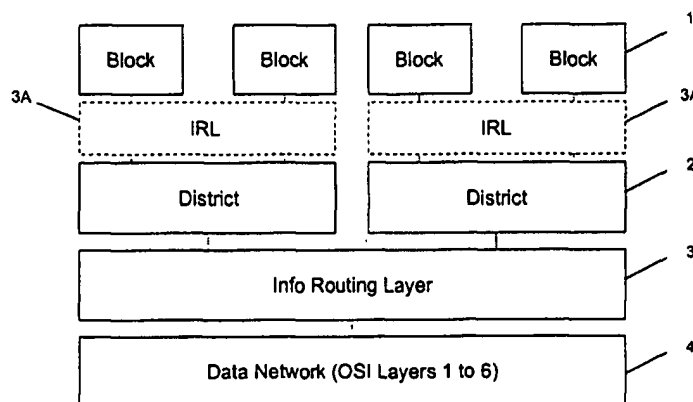 1
Block Block Block Block
3A 3A
IRL IRL
2
District District
3
Info Routing Layer
4
Data Network (OSI Layers 1 to 6)